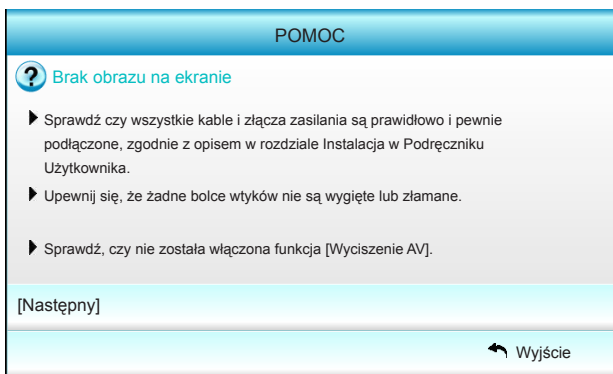 POMOC
Brak obrazu na ekranie
Sprawdź czy wszystkie kable i złącza zasilania są prawidłowo i pewnie
podłączone, zgodnie z opisem w rozdziale Instalacja w Podręczniku
Użytkownika.
Upewnij się, że żadne bolce wtyków nie są wygięte lub złamane.
Sprawdź, czy nie została włączona funkcja [Wyciszenie AV].
[Następny]
Wyjście